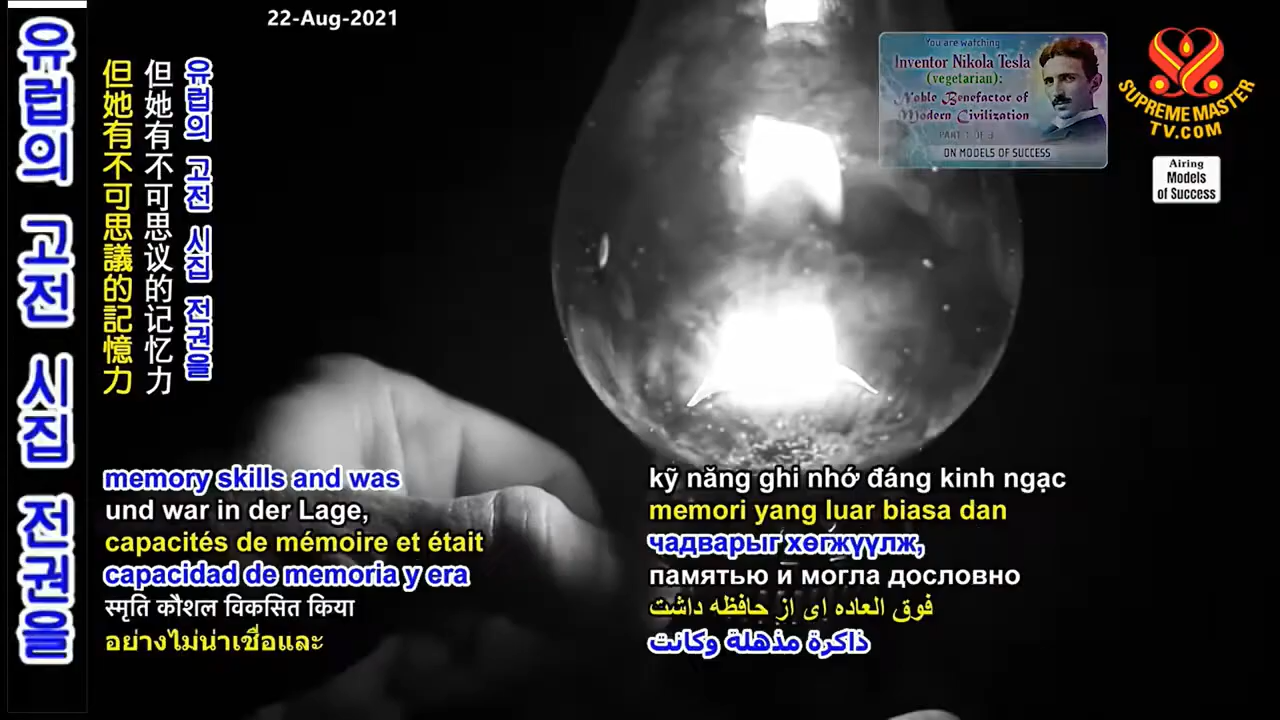 22-Aug-2021
유럽의 고전 시집 전권을
但她有不可思議的記憶力
但她有不可思议的记忆力
유럽의 고전 시집 전권을
You are watching
Inventor Nikola Tesla
(vegetarian):
Noble Benefactor of
Modern Civilization
PART 1 OF 3
ON MODELS OF SUCCESS
SUPREME MASTER
TV.COM
Airing
Models
of Success
memory skills and was
und war in der Lage,
capacités de mémoire et était
capacidad de memoria y era
स्मृति कौशल विकसित किया
อย่างไม่น่าเชื่อและ
kỹ năng ghi nhớ đáng kinh ngạc
memori yang luar biasa dan
чадварыг хөгжүүлж,
памятью и могла дословно
فوق العاده ای از حافظه داشت
ذاكرة مذهلة وكانت